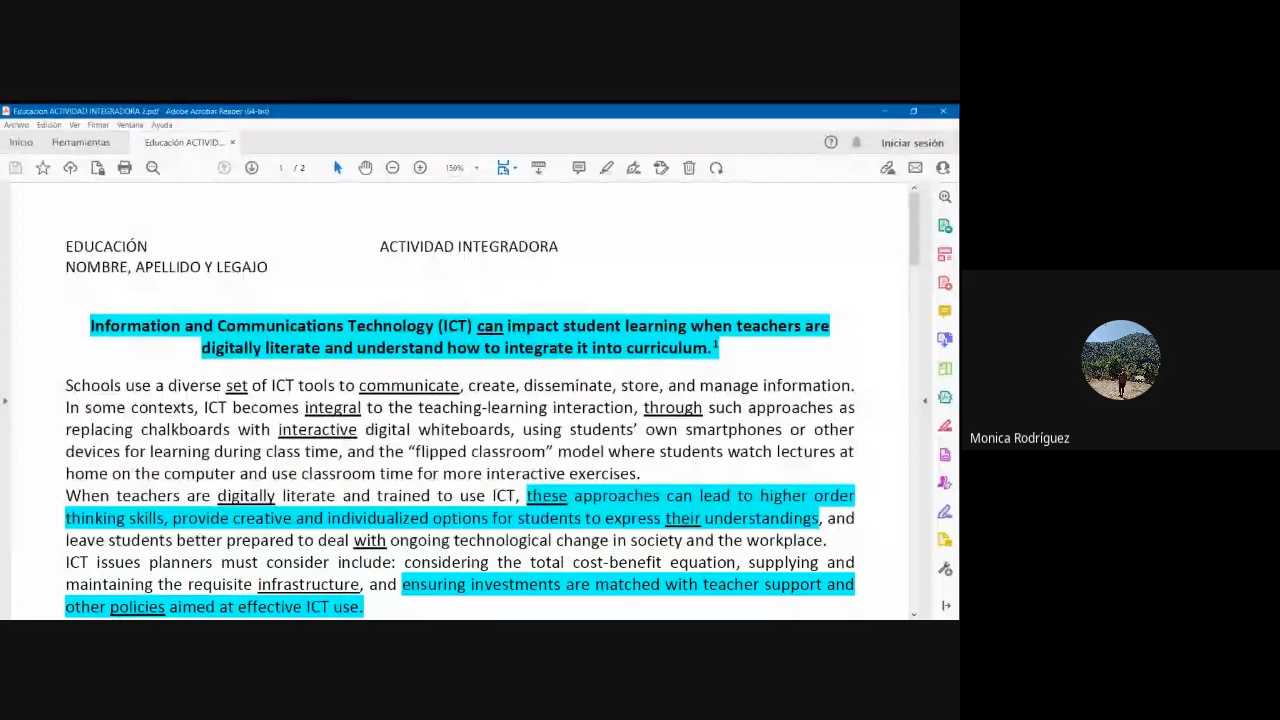 Educación ACTIVIDAD INTEGRADORA 2.pdf - Adobe Acrobat Reader (64-bit)
Archivo Edición Ver Firmar Ventana Ayuda
Inicio Herramientas Educación ACTIVID... × Iniciar sesión
1 / 2 150%
EDUCACIÓN ACTIVIDAD INTEGRADORA
NOMBRE, APELLIDO Y LEGAJO
Information and Communications Technology (ICT) can impact student learning when teachers are
digitally literate and understand how to integrate it into curriculum.¹
Schools use a diverse set of ICT tools to communicate, create, disseminate, store, and manage information.
In some contexts, ICT becomes integral to the teaching-learning interaction, through such approaches as
replacing chalkboards with interactive digital whiteboards, using students’ own smartphones or other
devices for learning during class time, and the “flipped classroom” model where students watch lectures at
home on the computer and use classroom time for more interactive exercises.
When teachers are digitally literate and trained to use ICT, these approaches can lead to higher order
thinking skills, provide creative and individualized options for students to express their understandings, and
leave students better prepared to deal with ongoing technological change in society and the workplace.
ICT issues planners must consider include: considering the total cost-benefit equation, supplying and
maintaining the requisite infrastructure, and ensuring investments are matched with teacher support and
other policies aimed at effective ICT use.
Monica Rodríguez